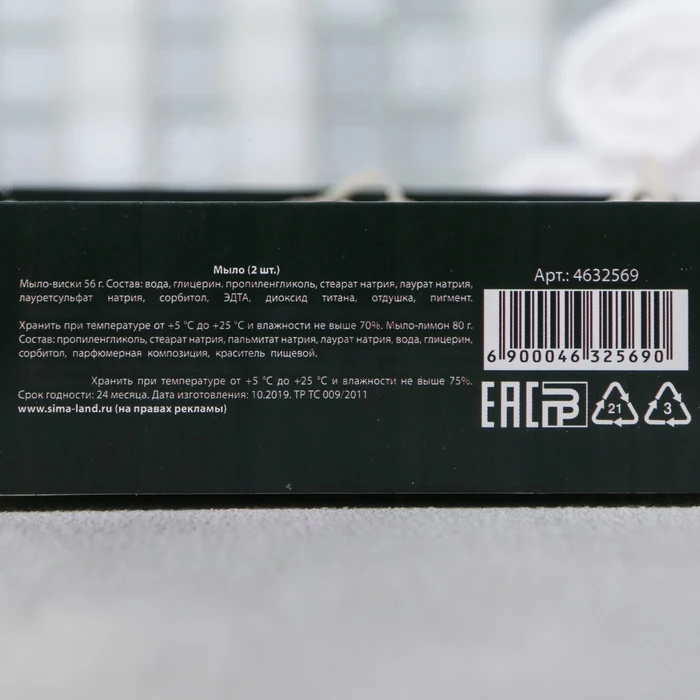 Мыло (2 шт.)
Мыло-виски 56 г. Состав: вода, глицерин, пропиленгликоль, стеарат натрия, лаурат натрия,
лауретсульфат натрия, сорбитол, ЭДТА, диоксид титана, отдушка, пигмент.
Хранить при температуре от +5 °С до +25 °С и влажности не выше 70%. Мыло-лимон 80 г.
Состав: пропиленгликоль, стеарат натрия, пальмитат натрия, лаурат натрия, вода, глицерин,
сорбитол, парфюмерная композиция, краситель пищевой.
Хранить при температуре от +5 °С до +25 °С и влажности не выше 75%.
Срок годности: 24 месяца. Дата изготовления: 10.2019. ТР ТС 009/2011
www.sima-land.ru (на правах рекламы)
Арт.: 4632569
6 900046 325690
EAC РР 21 3